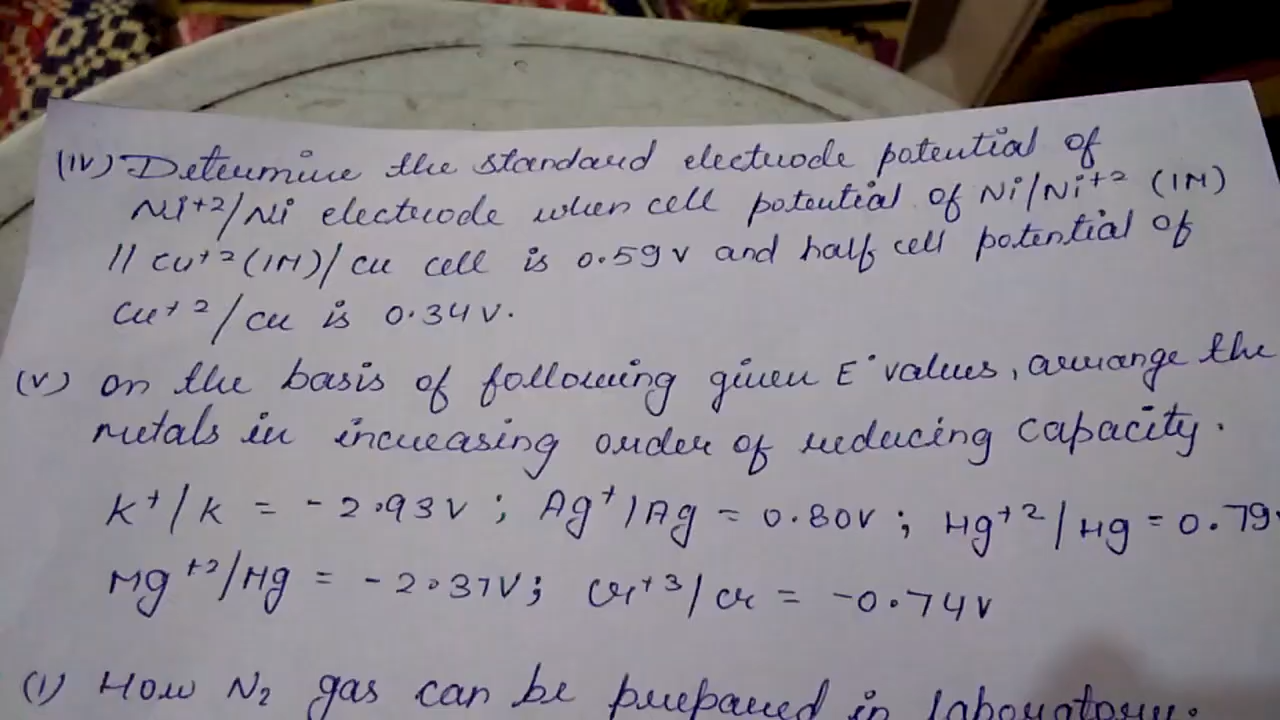 (iv) Determine the standard electrode potential of
Ni+2/Ni electrode when cell potential of Ni/Ni+2 (1M)
// Cu+2 (1M)/Cu cell is 0.59v and half cell potential of
Cu+2/Cu is 0.34v.
(v) on the basis of following given E° values, arrange the
metals in increasing order of reducing capacity.
K+/K = -2.93v ; Ag+/Ag = 0.80v ; Hg+2/Hg = 0.79v
Mg+2/Mg = -2.37v; Cr+3/Cr = -0.74v
(i) How N2 gas can be prepared in laboratory.